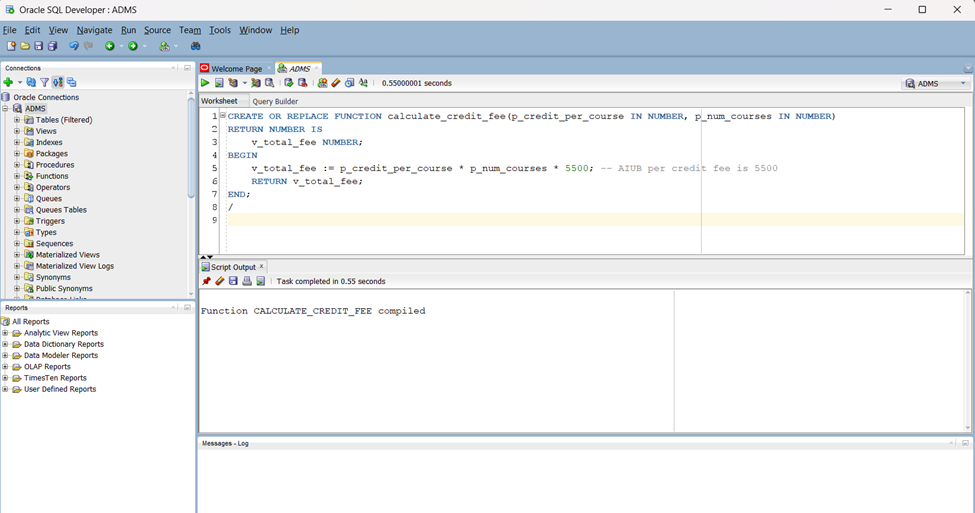 Oracle SQL Developer : ADMS
File Edit View Navigate Run Source Team Tools Window Help
Connections
Oracle Connections
ADMS
Tables (Filtered)
Views
Indexes
Packages
Procedures
Functions
Operators
Queues
Queues Tables
Triggers
Types
Sequences
Materialized Views
Materialized View Logs
Synonyms
Public Synonyms
Database Links
Reports
All Reports
Analytic View Reports
Data Dictionary Reports
Data Modeler Reports
OLAP Reports
TimesTen Reports
User Defined Reports
Welcome Page ADMS
0.55000001 seconds
ADMS
Worksheet Query Builder
1 CREATE OR REPLACE FUNCTION calculate_credit_fee(p_credit_per_course IN NUMBER, p_num_courses IN NUMBER)
2 RETURN NUMBER IS
3 v_total_fee NUMBER;
4 BEGIN
5 v_total_fee := p_credit_per_course * p_num_courses * 5500; -- AIUB per credit fee is 5500
6 RETURN v_total_fee;
7 END;
8 /
9
Script Output x
Task completed in 0.55 seconds
Function CALCULATE_CREDIT_FEE compiled
Messages - Log